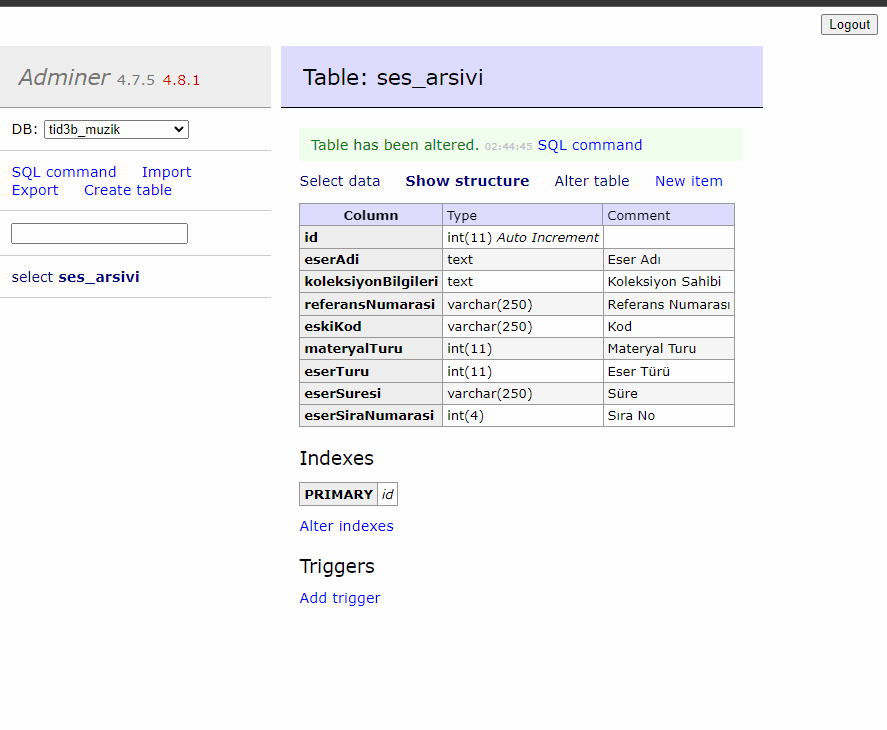 Logout
Adminer 4.7.5 4.8.1
Table: ses_arsivi
DB: tid3b_muzik
SQL command Import
Export Create table
select ses_arsivi
Table has been altered. 02:44:45 SQL command
Select data Show structure Alter table New item
Column Type Comment
id int(11) Auto Increment
eserAdi text Eser Adı
koleksiyonBilgileri text Koleksiyon Sahibi
referansNumarasi varchar(250) Referans Numarası
eskiKod varchar(250) Kod
materyalTuru int(11) Materyal Turu
eserTuru int(11) Eser Türü
eserSuresi varchar(250) Süre
eserSiraNumarasi int(4) Sıra No
Indexes
PRIMARY id
Alter indexes
Triggers
Add trigger